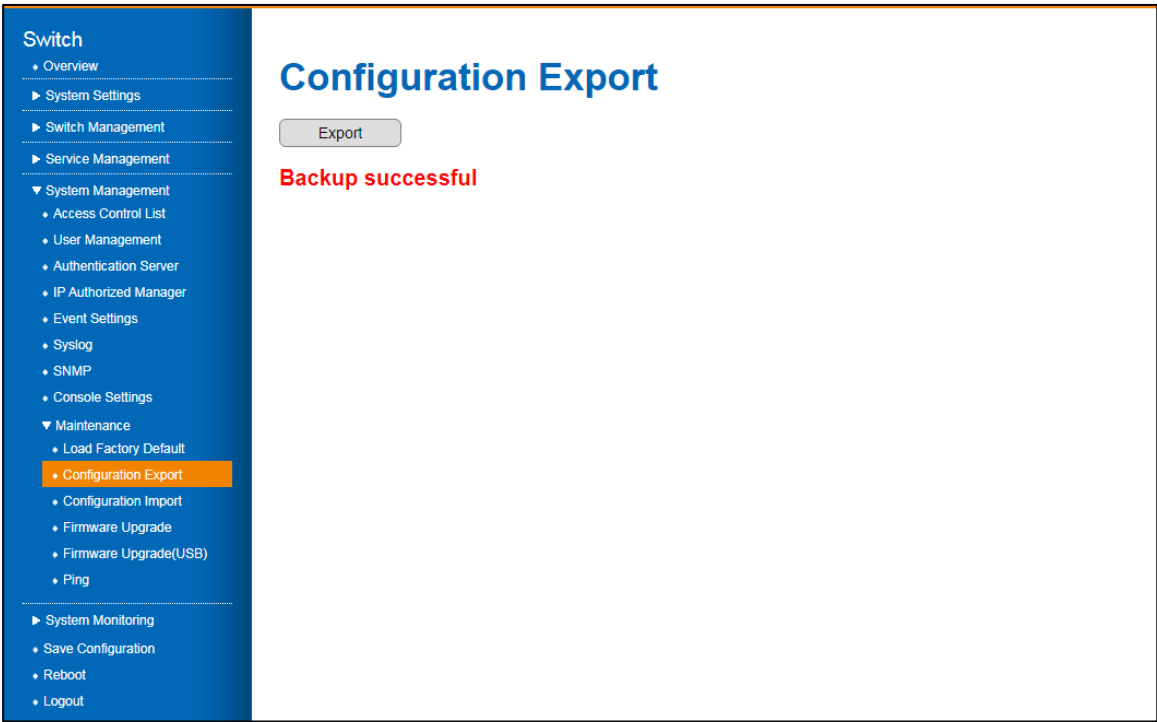 Switch
Overview
System Settings
Switch Management
Service Management
System Management
Access Control List
User Management
Authentication Server
IP Authorized Manager
Event Settings
Syslog
SNMP
Console Settings
Maintenance
Load Factory Default
Configuration Export
Configuration Import
Firmware Upgrade
Firmware Upgrade(USB)
Ping
System Monitoring
Save Configuration
Reboot
Logout
Configuration Export
Export
Backup successful